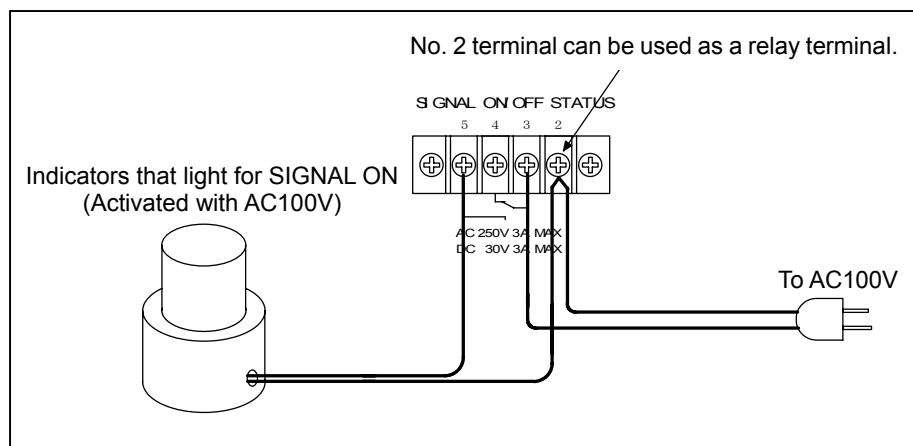 No. 2 terminal can be used as a relay terminal.
SIGNAL ON/OFF STATUS
5 4 3 2
Indicators that light for SIGNAL ON
(Activated with AC100V)
AC 250V 3A MAX
DC 30V 3A MAX
To AC100V